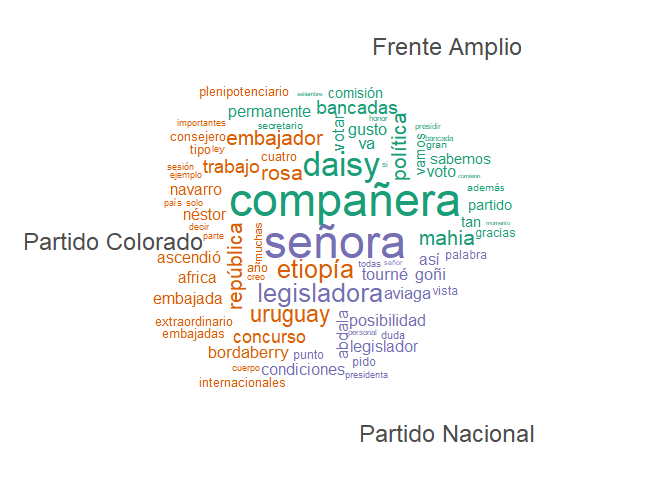 Frente Amplio
plenipotenciario
setiembre
comisión
permanente
bancadas
importantes
secretario
honor
presidir
consejero
embajador
votar
gusto
política
vamos
bancada
tipo
ley
va
gran
sesión
trabajo
cuatro
daisy
si
sabemos
ejemplo
rosa
voto
comision
navarro
compañera
además
país
solo
partido
néstor
tan
momento
decir
república
muchas
señora
mahia
gracias
Partido Colorado
parte
ascendió
año
etiopía
todas
señor
así
palabra
africa
creo
tourné
goñi
embajada
legisladora
aviaga
vista
extraordinario
uruguay
abdala
posibilidad
embajadas
concurso
personal
duda
bordaberry
punto
legislador
cuerpo
condiciones
pido
internacionales
presidenta
Partido Nacional